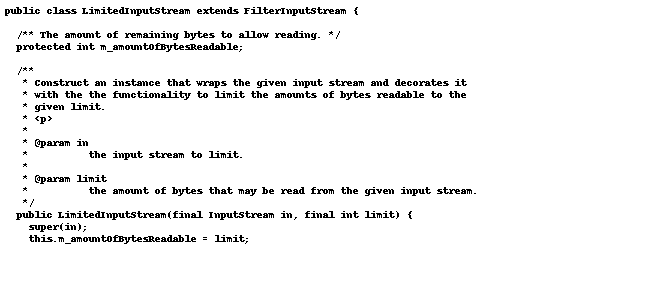 public class LimitedInputStream extends FilterInputStream {
/** The amount of remaining bytes to allow reading. */
protected int m_amountOfBytesReadable;
/**
* Construct an instance that wraps the given input stream and decorates it
* with the the functionality to limit the amounts of bytes readable to the
* given limit.
* <p>
*
* @param in
* the input stream to limit.
*
* @param limit
* the amount of bytes that may be read from the given input stream.
*/
public LimitedInputStream(final InputStream in, final int limit) {
super(in);
this.m_amountOfBytesReadable = limit;